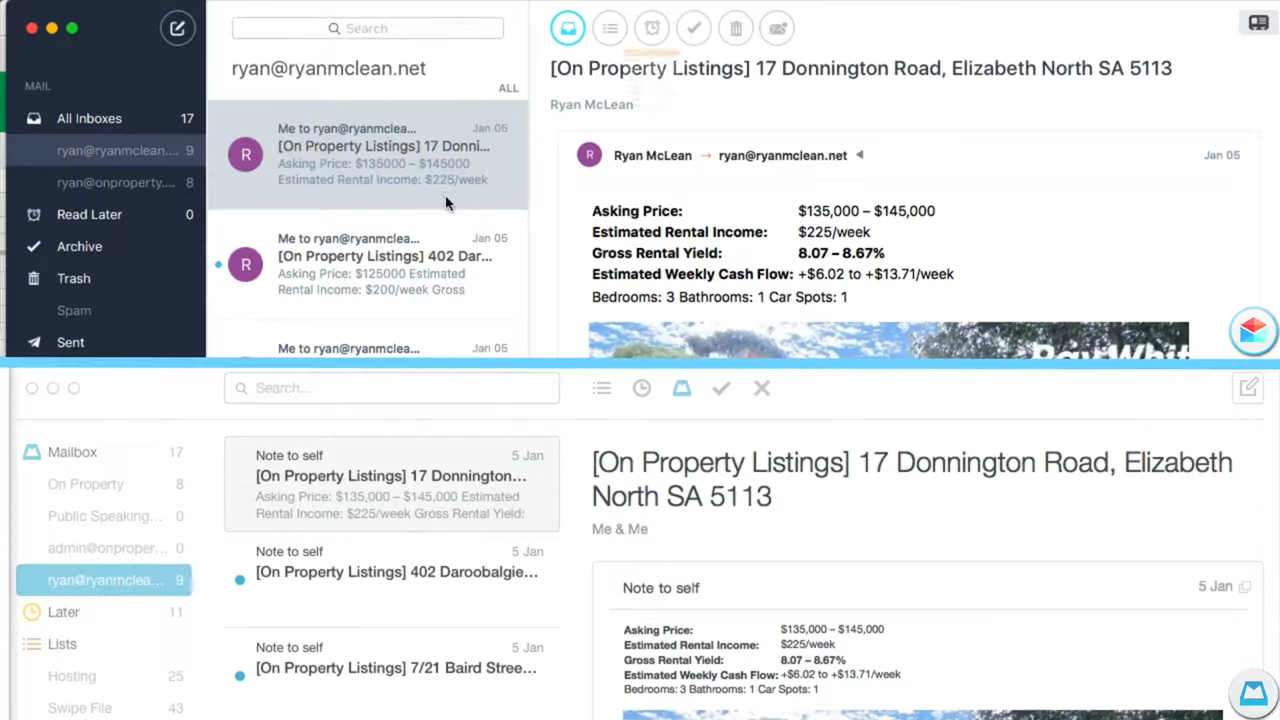 Search
MAIL
All Inboxes 17
ryan@ryanmclean.... 9
ryan@onproperty.... 8
Read Later 0
Archive
Trash
Spam
Sent
ryan@ryanmclean.net
ALL
Me to ryan@ryanmclea... Jan 05
[On Property Listings] 17 Donni...
Asking Price: $135000 – $145000
Estimated Rental Income: $225/week
R
Me to ryan@ryanmclea... Jan 05
[On Property Listings] 402 Dar...
Asking Price: $125000 Estimated
Rental Income: $200/week Gross
R
Me to ryan@ryanmclea... Jan 05
[On Property Listings] 17 Donnington Road, Elizabeth North SA 5113
Ryan McLean
R Ryan McLean → ryan@ryanmclean.net Jan 05
Asking Price: $135,000 – $145,000
Estimated Rental Income: $225/week
Gross Rental Yield: 8.07 – 8.67%
Estimated Weekly Cash Flow: +$6.02 to +$13.71/week
Bedrooms: 3 Bathrooms: 1 Car Spots: 1
Search...
Mailbox 17
On Property 8
Public Speaking... 0
admin@onproper... 0
ryan@ryanmclea... 9
Later 11
Lists
Hosting 25
Swipe File 43
Note to self 5 Jan
[On Property Listings] 17 Donnington...
Asking Price: $135,000 – $145,000 Estimated
Rental Income: $225/week Gross Rental Yield:
Note to self 5 Jan
[On Property Listings] 402 Daroobalgie...
Note to self 5 Jan
[On Property Listings] 7/21 Baird Stree...
[On Property Listings] 17 Donnington Road, Elizabeth
North SA 5113
Me & Me
Note to self 5 Jan
Asking Price: $135,000 – $145,000
Estimated Rental Income: $225/week
Gross Rental Yield: 8.07 – 8.67%
Estimated Weekly Cash Flow: +$6.02 to +$13.71/week
Bedrooms: 3 Bathrooms: 1 Car Spots: 1